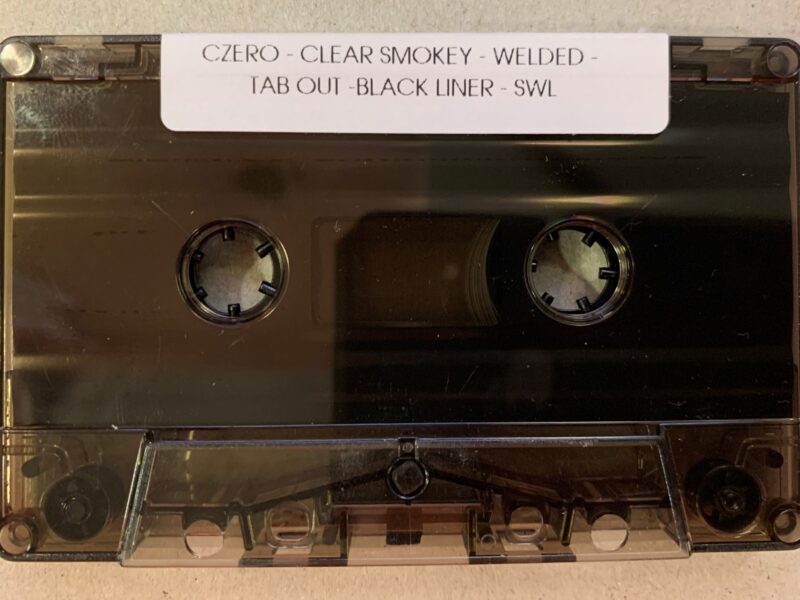 CZERO - CLEAR SMOKEY - WELDED -
TAB OUT -BLACK LINER - SWL